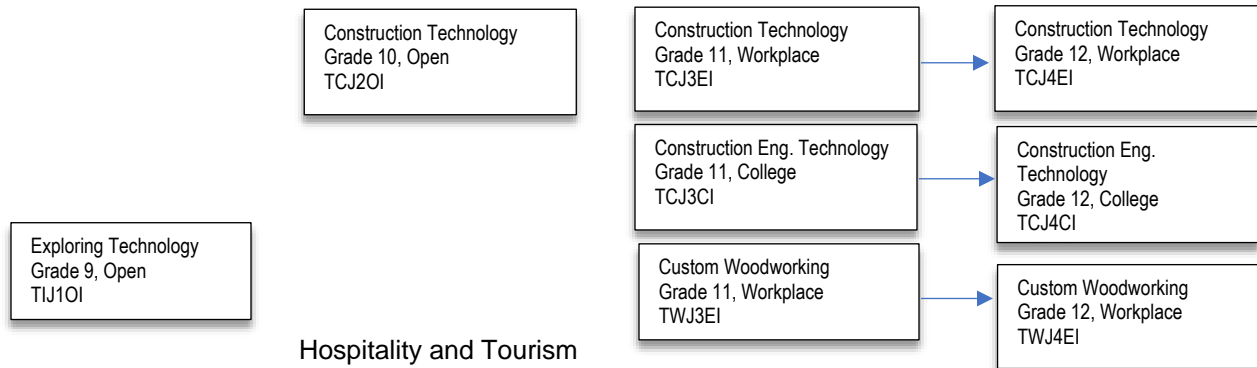 Construction Technology
Grade 10, Open
TCJ2OI
Construction Technology
Grade 11, Workplace
TCJ3EI
Construction Technology
Grade 12, Workplace
TCJ4EI
Construction Eng. Technology
Grade 11, College
TCJ3CI
Construction Eng.
Technology
Grade 12, College
TCJ4CI
Exploring Technology
Grade 9, Open
TIJ1OI
Custom Woodworking
Grade 11, Workplace
TWJ3EI
Custom Woodworking
Grade 12, Workplace
TWJ4EI
Hospitality and Tourism